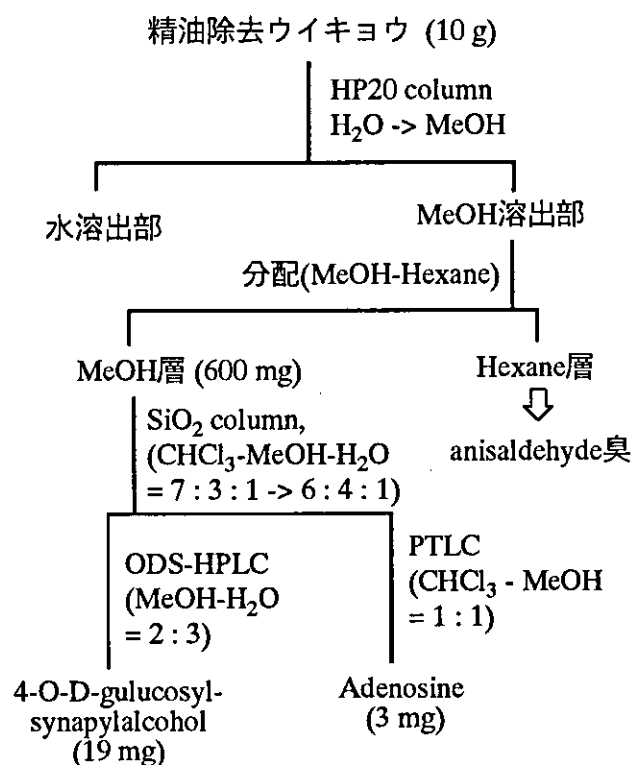 精油除去ウイキョウ (10 g)
HP20 column
H₂O -> MeOH
水溶出部
MeOH溶出部
分配(MeOH-Hexane)
MeOH層 (600 mg)
Hexane層
anisaldehyde臭
SiO₂ column,
(CHCl₃-MeOH-H₂O
= 7 : 3 : 1 -> 6 : 4 : 1)
ODS-HPLC
(MeOH-H₂O
= 2 : 3)
PTLC
(CHCl₃ - MeOH
= 1 : 1)
4-O-D-gulucosyl-
synapylalcohol
(19 mg)
Adenosine
(3 mg)